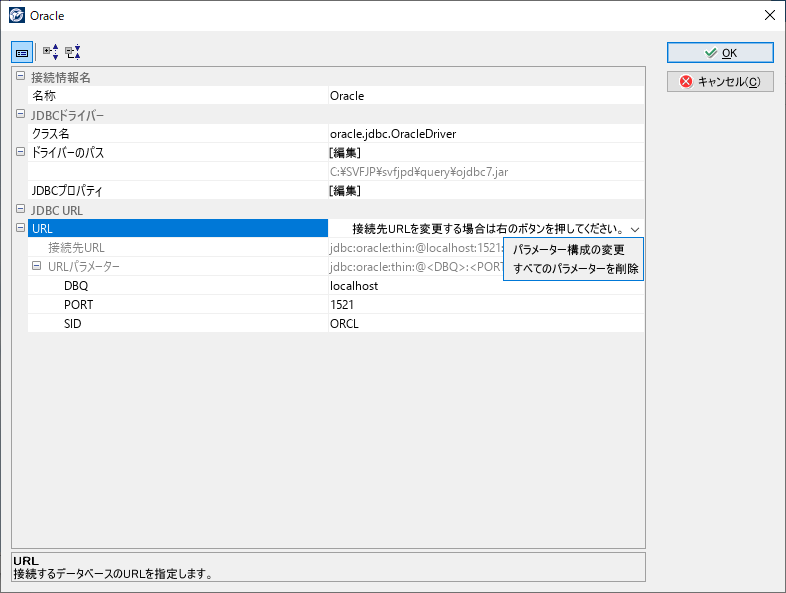 Oracle
OK
キャンセル(C)
接続情報名
名称 Oracle
JDBCドライバー
クラス名 oracle.jdbc.OracleDriver
ドライバーのパス [編集]
C:¥SVFJP¥svfjpd¥query¥ojdbc7.jar
JDBCプロパティ [編集]
JDBC URL
URL 接続先URLを変更する場合は右のボタンを押してください。
接続先URL jdbc:oracle:thin:@localhost:1521:
パラメーター構成の変更
URLパラメーター jdbc:oracle:thin:@<DBQ>:<PORT
すべてのパラメーターを削除
DBQ localhost
PORT 1521
SID ORCL
URL
接続するデータベースのURLを指定します。